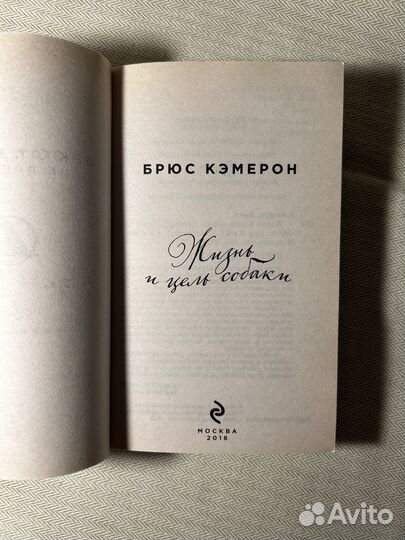 БРЮС КЭМЕРОН
Жизнь
и цель собаки
МОСКВА
2018
Avito